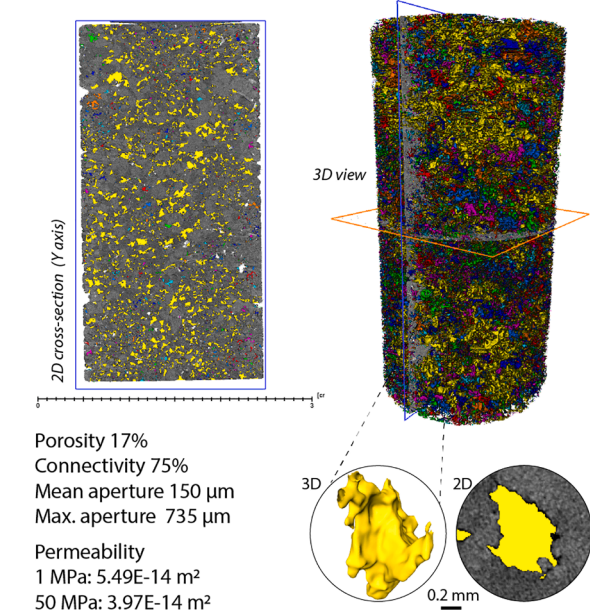 3D view
2D cross-section (Y axis)
0
3
Porosity 17%
Connectivity 75%
Mean aperture 150 µm
Max. aperture 735 µm
Permeability
1 MPa: 5.49E-14 m²
50 MPa: 3.97E-14 m²
3D
2D
0.2 mm